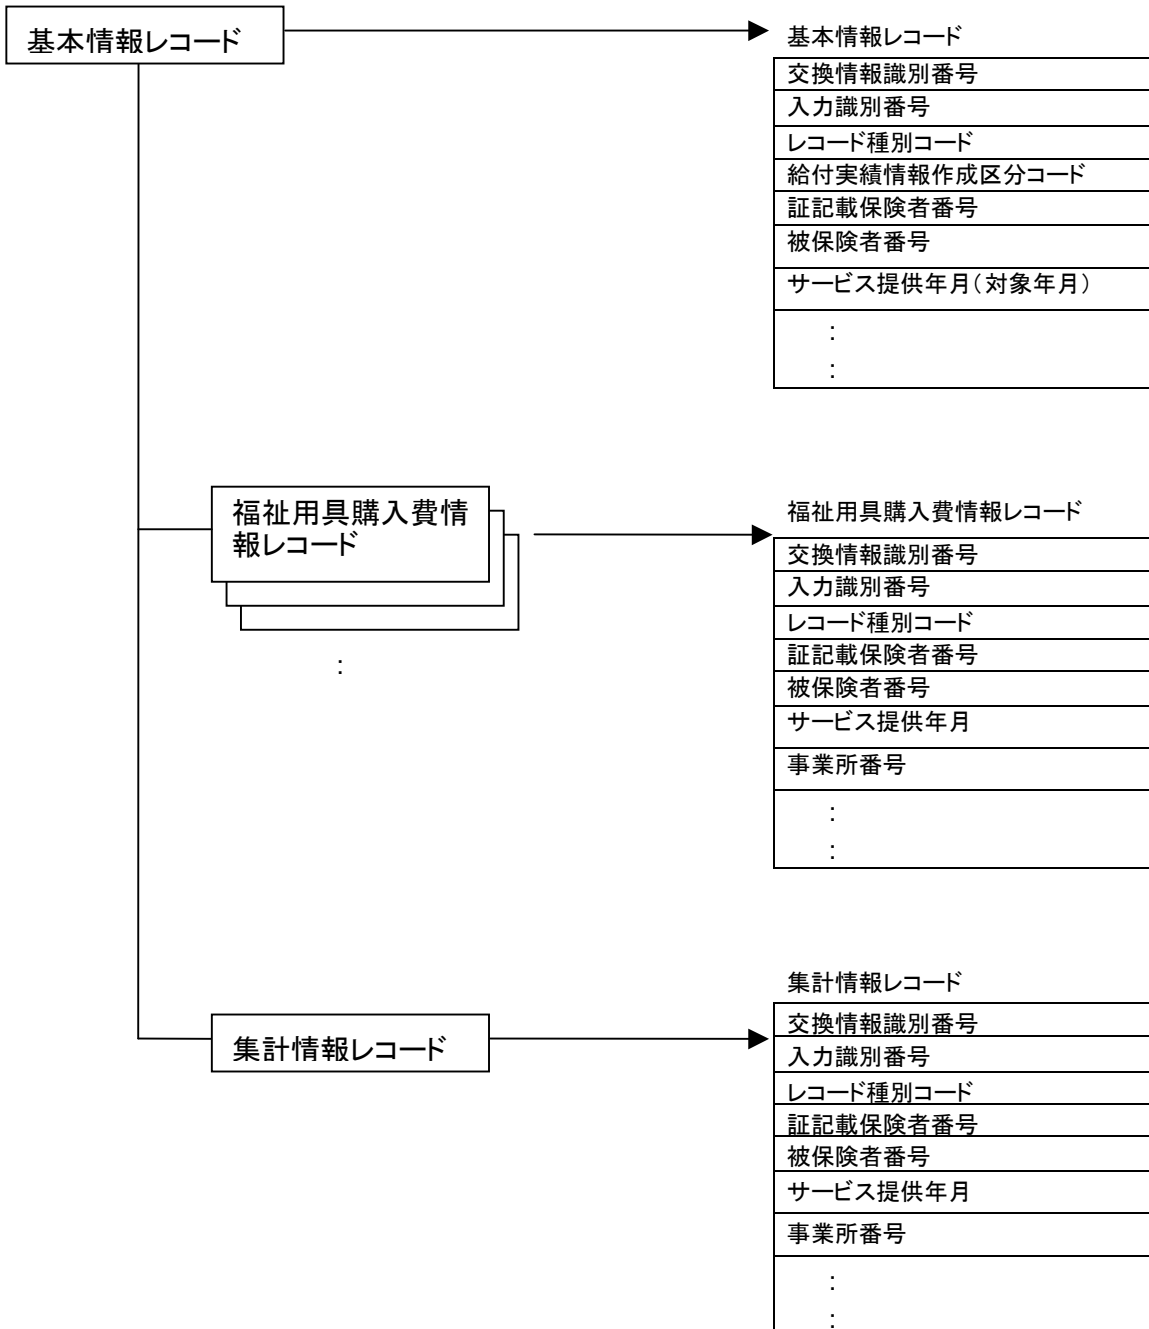 基本情報レコード
基本情報レコード
交換情報識別番号
入力識別番号
レコード種別コード
給付実績情報作成区分コード
証記載保険者番号
被保険者番号
サービス提供年月（対象年月）
：
：
福祉用具購入費情
報レコード
：
福祉用具購入費情報レコード
交換情報識別番号
入力識別番号
レコード種別コード
証記載保険者番号
被保険者番号
サービス提供年月
事業所番号
：
：
集計情報レコード
集計情報レコード
交換情報識別番号
入力識別番号
レコード種別コード
証記載保険者番号
被保険者番号
サービス提供年月
事業所番号
：
：